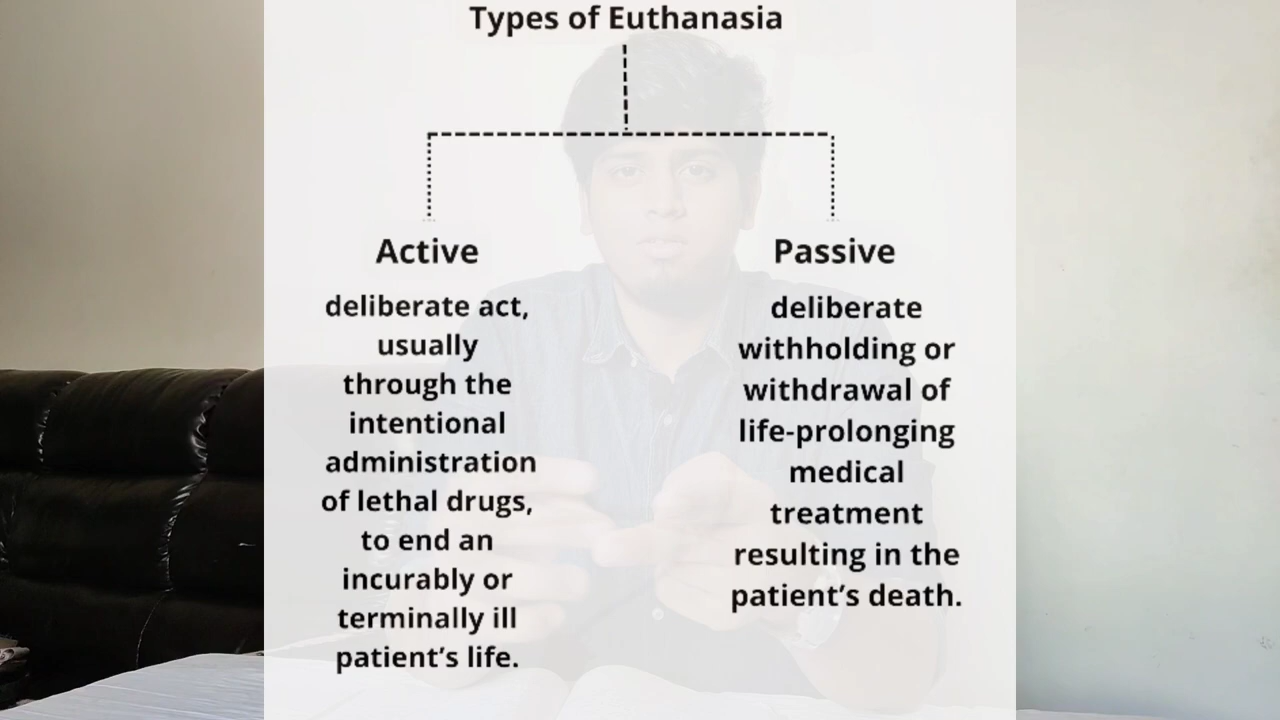 Types of Euthanasia
Active
deliberate act,
usually
through the
intentional
administration
of lethal drugs,
to end an
incurably or
terminally ill
patient's life.
Passive
deliberate
withholding or
withdrawal of
life-prolonging
medical
treatment
resulting in the
patient's death.